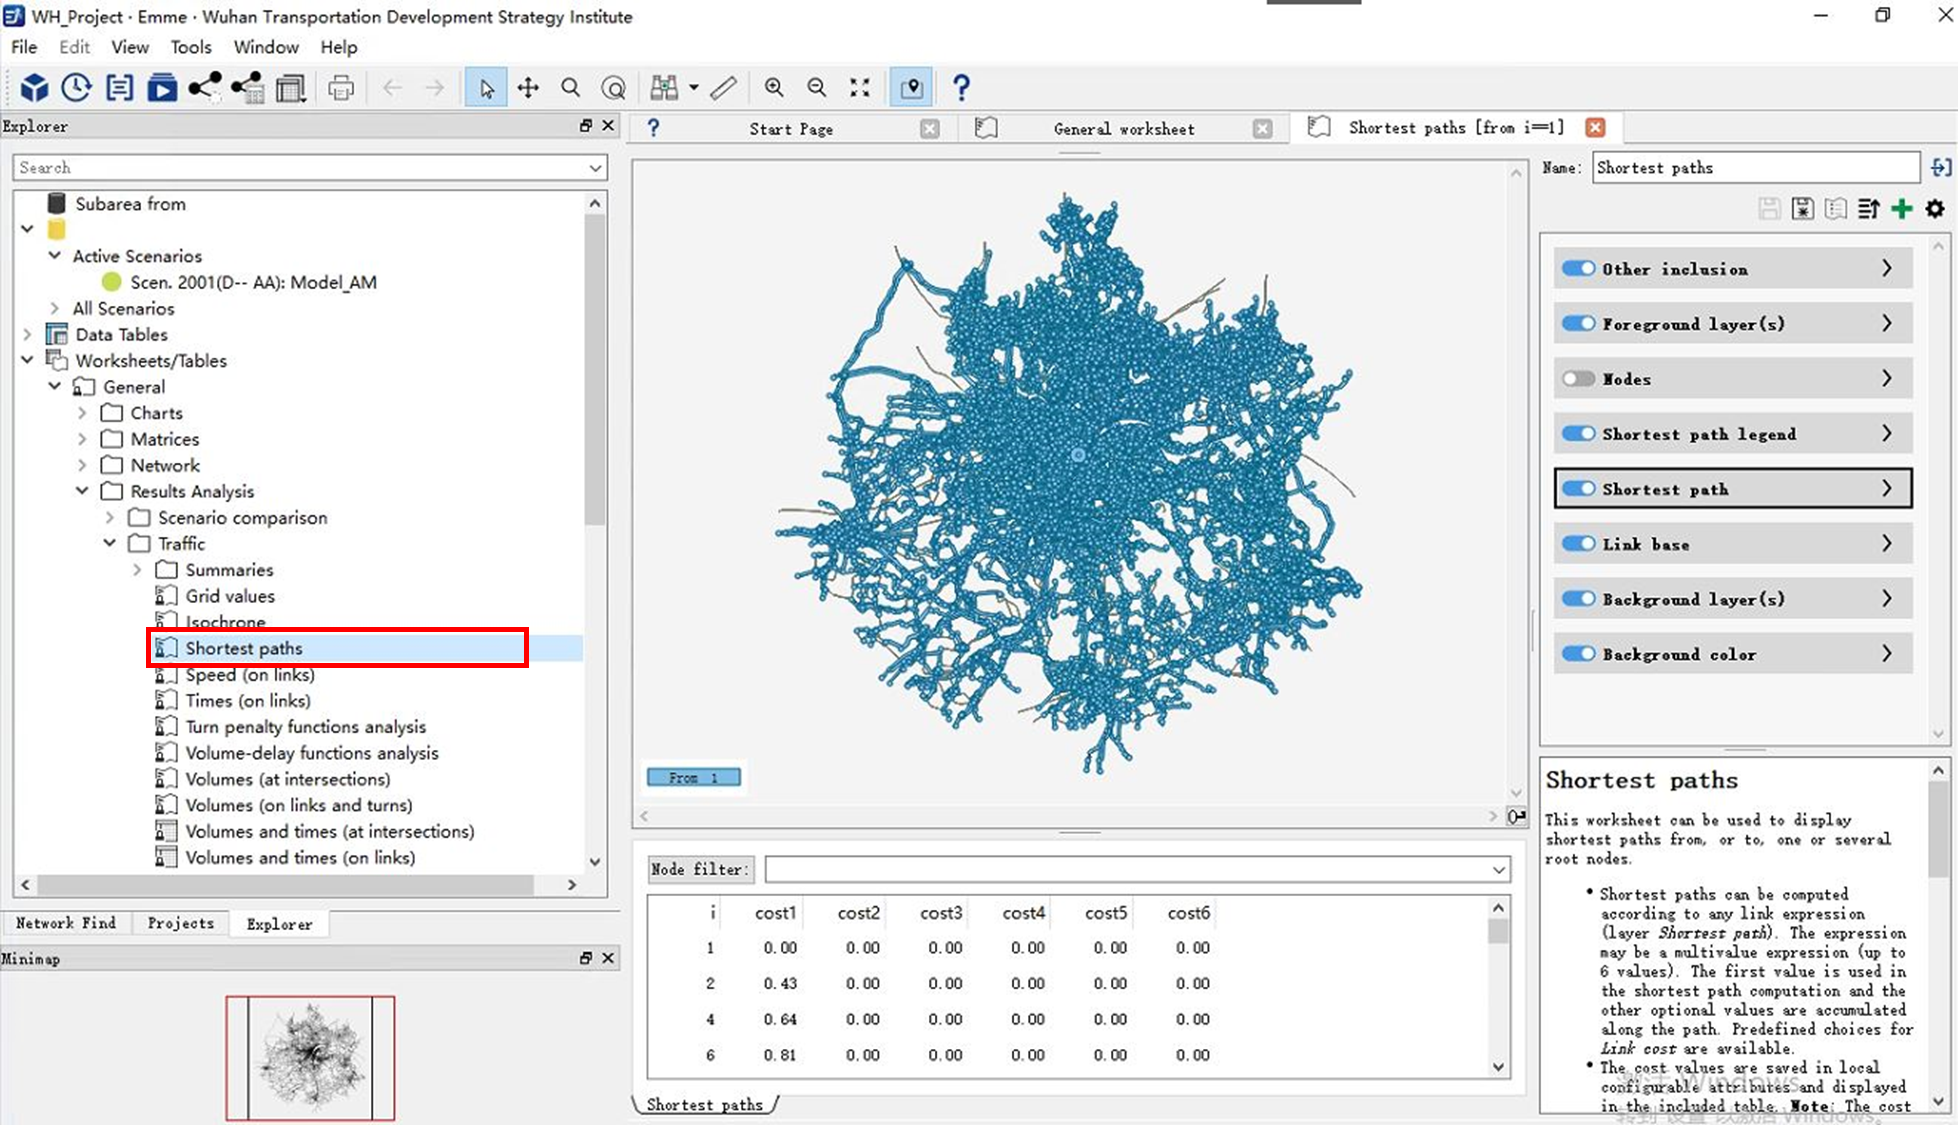 WH_Project · Emme · Wuhan Transportation Development Strategy Institute
File Edit View Tools Window Help
Explorer
Search
Subarea from
Active Scenarios
Scen. 2001(D-- AA): Model_AM
All Scenarios
Data Tables
Worksheets/Tables
General
Charts
Matrices
Network
Results Analysis
Scenario comparison
Traffic
Summaries
Grid values
Isochrone
Shortest paths
Speed (on links)
Times (on links)
Turn penalty functions analysis
Volume-delay functions analysis
Volumes (at intersections)
Volumes (on links and turns)
Volumes and times (at intersections)
Volumes and times (on links)
Network Find Projects Explorer
Minimap
Start Page General worksheet Shortest paths [from i==1]
From 1
Node filter:
i cost1 cost2 cost3 cost4 cost5 cost6
1 0.00 0.00 0.00 0.00 0.00 0.00
2 0.43 0.00 0.00 0.00 0.00 0.00
4 0.64 0.00 0.00 0.00 0.00 0.00
6 0.81 0.00 0.00 0.00 0.00 0.00
Shortest paths
Name: Shortest paths
Other inclusion
Foreground layer(s)
Nodes
Shortest path legend
Shortest path
Link base
Background layer(s)
Background color
Shortest paths
This worksheet can be used to display
shortest paths from, or to, one or several
root nodes.
• Shortest paths can be computed
according to any link expression
(layer Shortest path). The expression
may be a multivalue expression (up to
6 values). The first value is used in
the shortest path computation and the
other optional values are accumulated
along the path. Predefined choices for
Link cost are available.
• The cost values are saved in local
configurable attributes and displayed
in the included table. Note: The cost
激活 Windows
转到"设置"以激活 Windows。